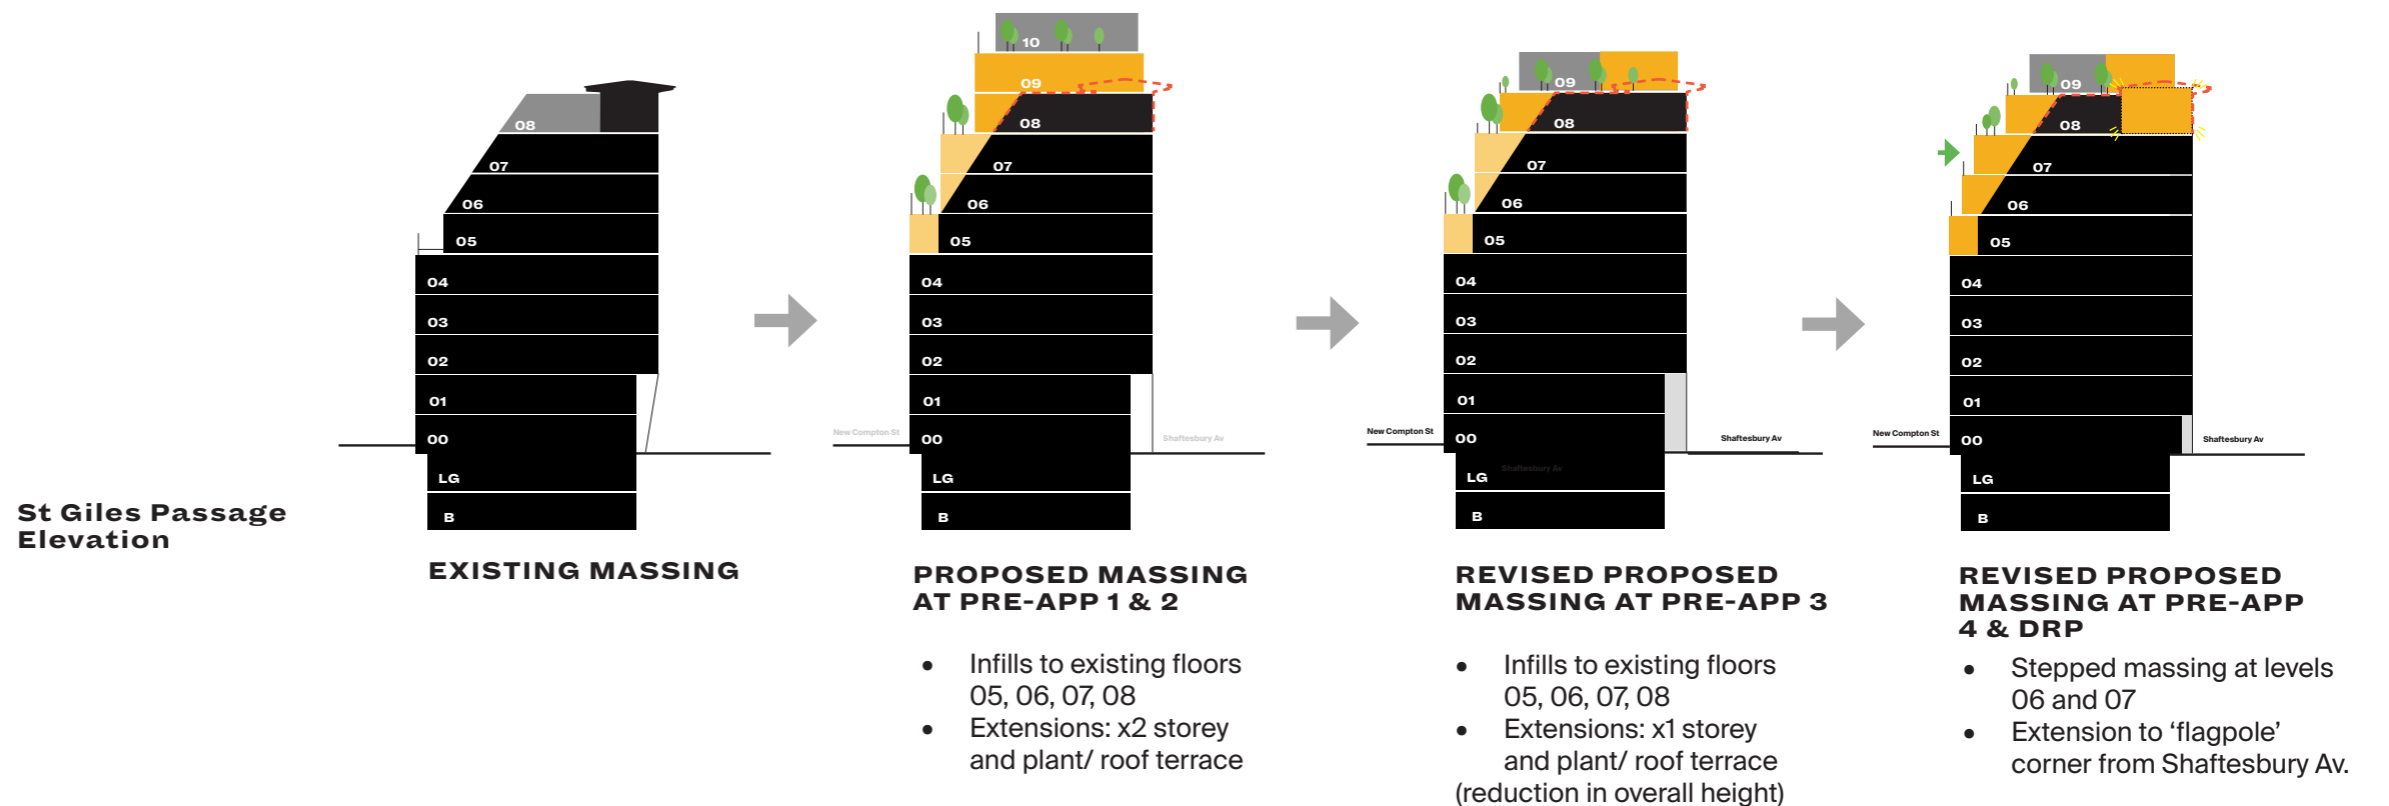 St Giles Passage
Elevation
08
07
06
05
04
03
02
01
00
LG
B
EXISTING MASSING
10
09
08
07
06
05
04
03
02
01
New Compton St
00
Shaftesbury Av
LG
B
PROPOSED MASSING
AT PRE-APP 1 & 2
• Infills to existing floors
05, 06, 07, 08
• Extensions: x2 storey
and plant/ roof terrace
09
08
07
06
05
04
03
02
01
New Compton St
00
Shaftesbury Av
Shaftesbury Av
LG
B
REVISED PROPOSED
MASSING AT PRE-APP 3
• Infills to existing floors
05, 06, 07, 08
• Extensions: x1 storey
and plant/ roof terrace
(reduction in overall height)
09
08
07
06
05
04
03
02
01
New Compton St
00
Shaftesbury Av
LG
B
REVISED PROPOSED
MASSING AT PRE-APP
4 & DRP
• Stepped massing at levels
06 and 07
• Extension to ‘flagpole’
corner from Shaftesbury Av.